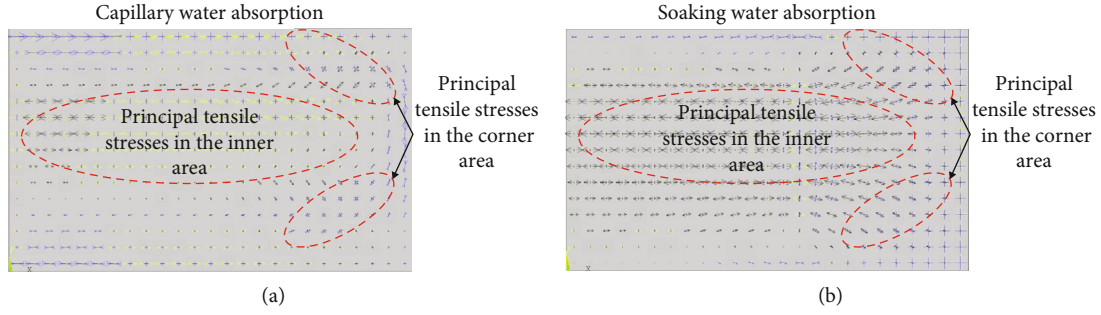 Capillary water absorption
Principal tensile
stresses in the inner
area
Principal
tensile stresses
in the corner
area
x
(a)
Soaking water absorption
Principal tensile
stresses in the inner
area
Principal
tensile stresses
in the corner
area
x
(b)